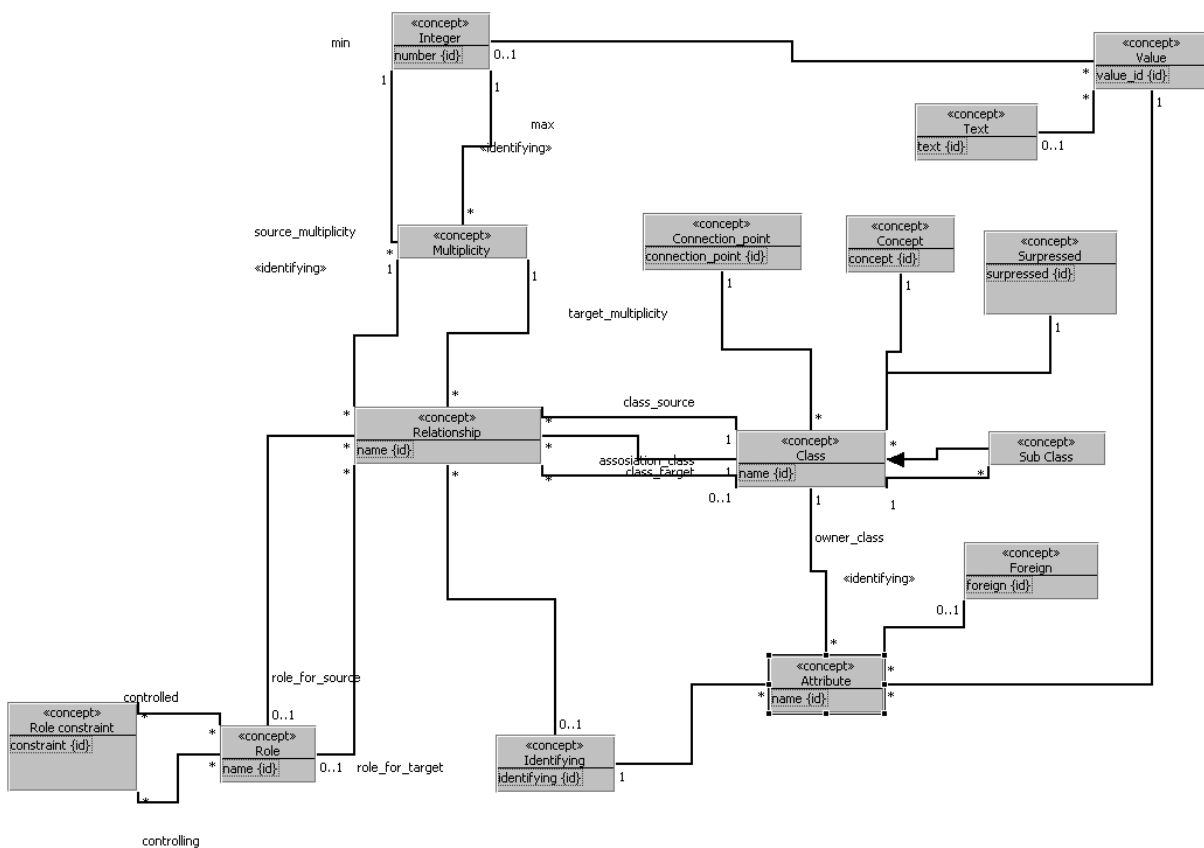 «concept»
Integer
number {id}
min
0..1
1
1
max
«identifying»
«concept»
Value
value_id {id}
*
*
1
«concept»
Text
text {id}
0..1
source_multiplicity
«identifying»
*
«concept»
Multiplicity
*
1
1
target_multiplicity
«concept»
Connection_point
connection_point {id}
1
«concept»
Concept
concept {id}
1
«concept»
Surpressed
surpressed {id}
1
*
*
*
*
«concept»
Relationship
name {id}
*
*
*
class_source
1
assosiation_class
class_target
1
0..1
*
*
«concept»
Class
name {id}
1
1
*
«concept»
Sub Class
*
owner_class
«identifying»
«concept»
Foreign
foreign {id}
0..1
*
«concept»
Attribute
name {id}
*
*
*
controlled
role_for_source
0..1
«concept»
Role constraint
constraint {id}
*
*
*
*
«concept»
Role
name {id}
0..1
role_for_target
0..1
«concept»
Identifying
identifying {id}
1
controlling